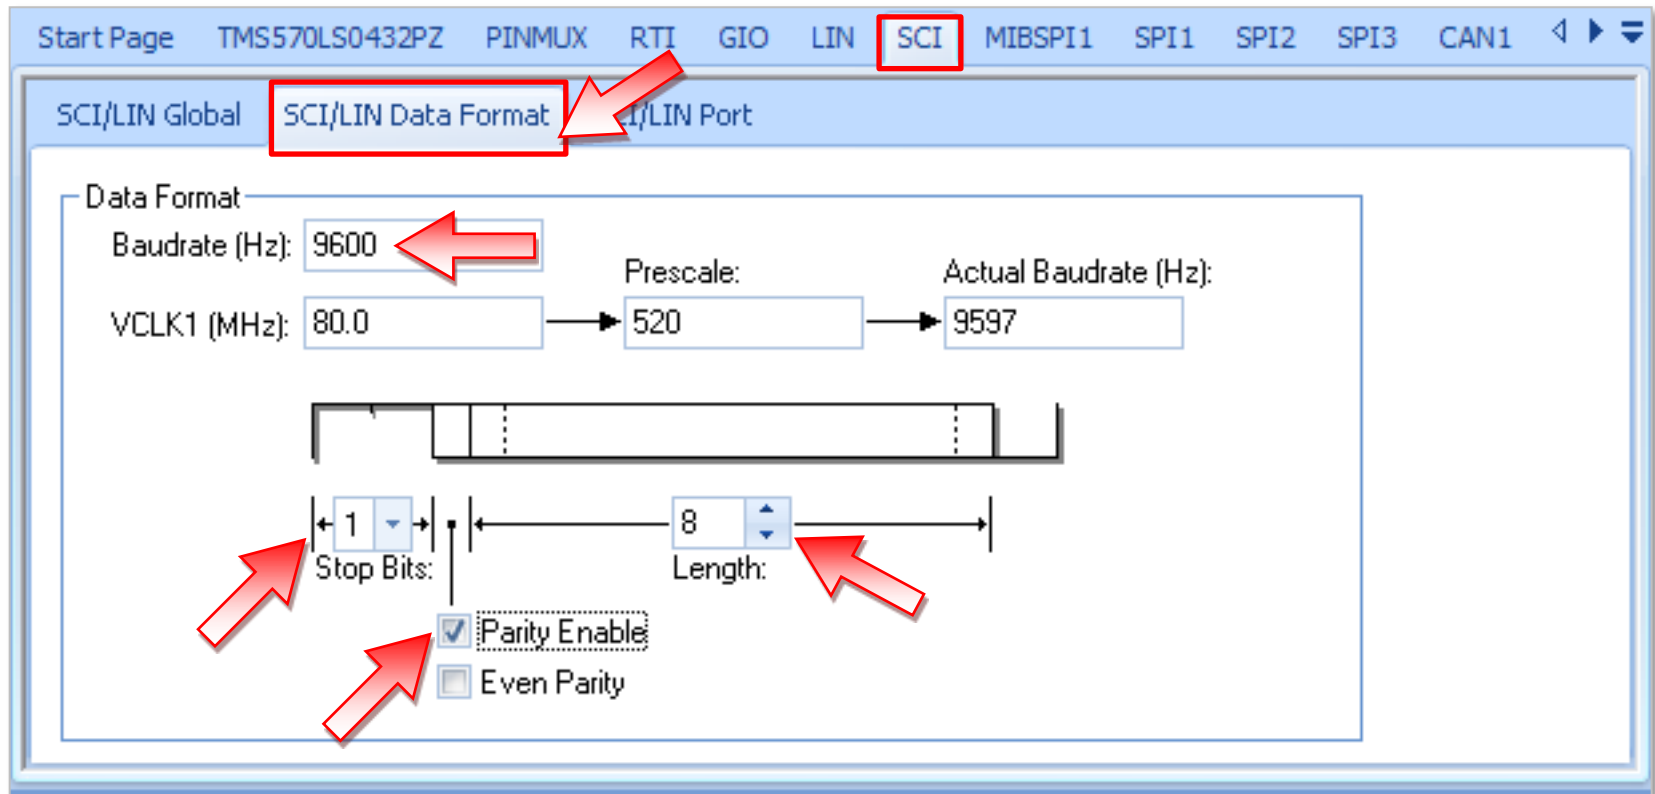 Start Page TMS570LS0432PZ PINMUX RTI GIO LIN SCI MIBSPI1 SPI1 SPI2 SPI3 CAN1
SCI/LIN Global SCI/LIN Data Format I/LIN Port
Data Format
Baudrate (Hz): 9600
Prescale: Actual Baudrate (Hz):
VCLK1 (MHz): 80.0 520 9597
1 8
Stop Bits: Length:
Parity Enable
Even Parity